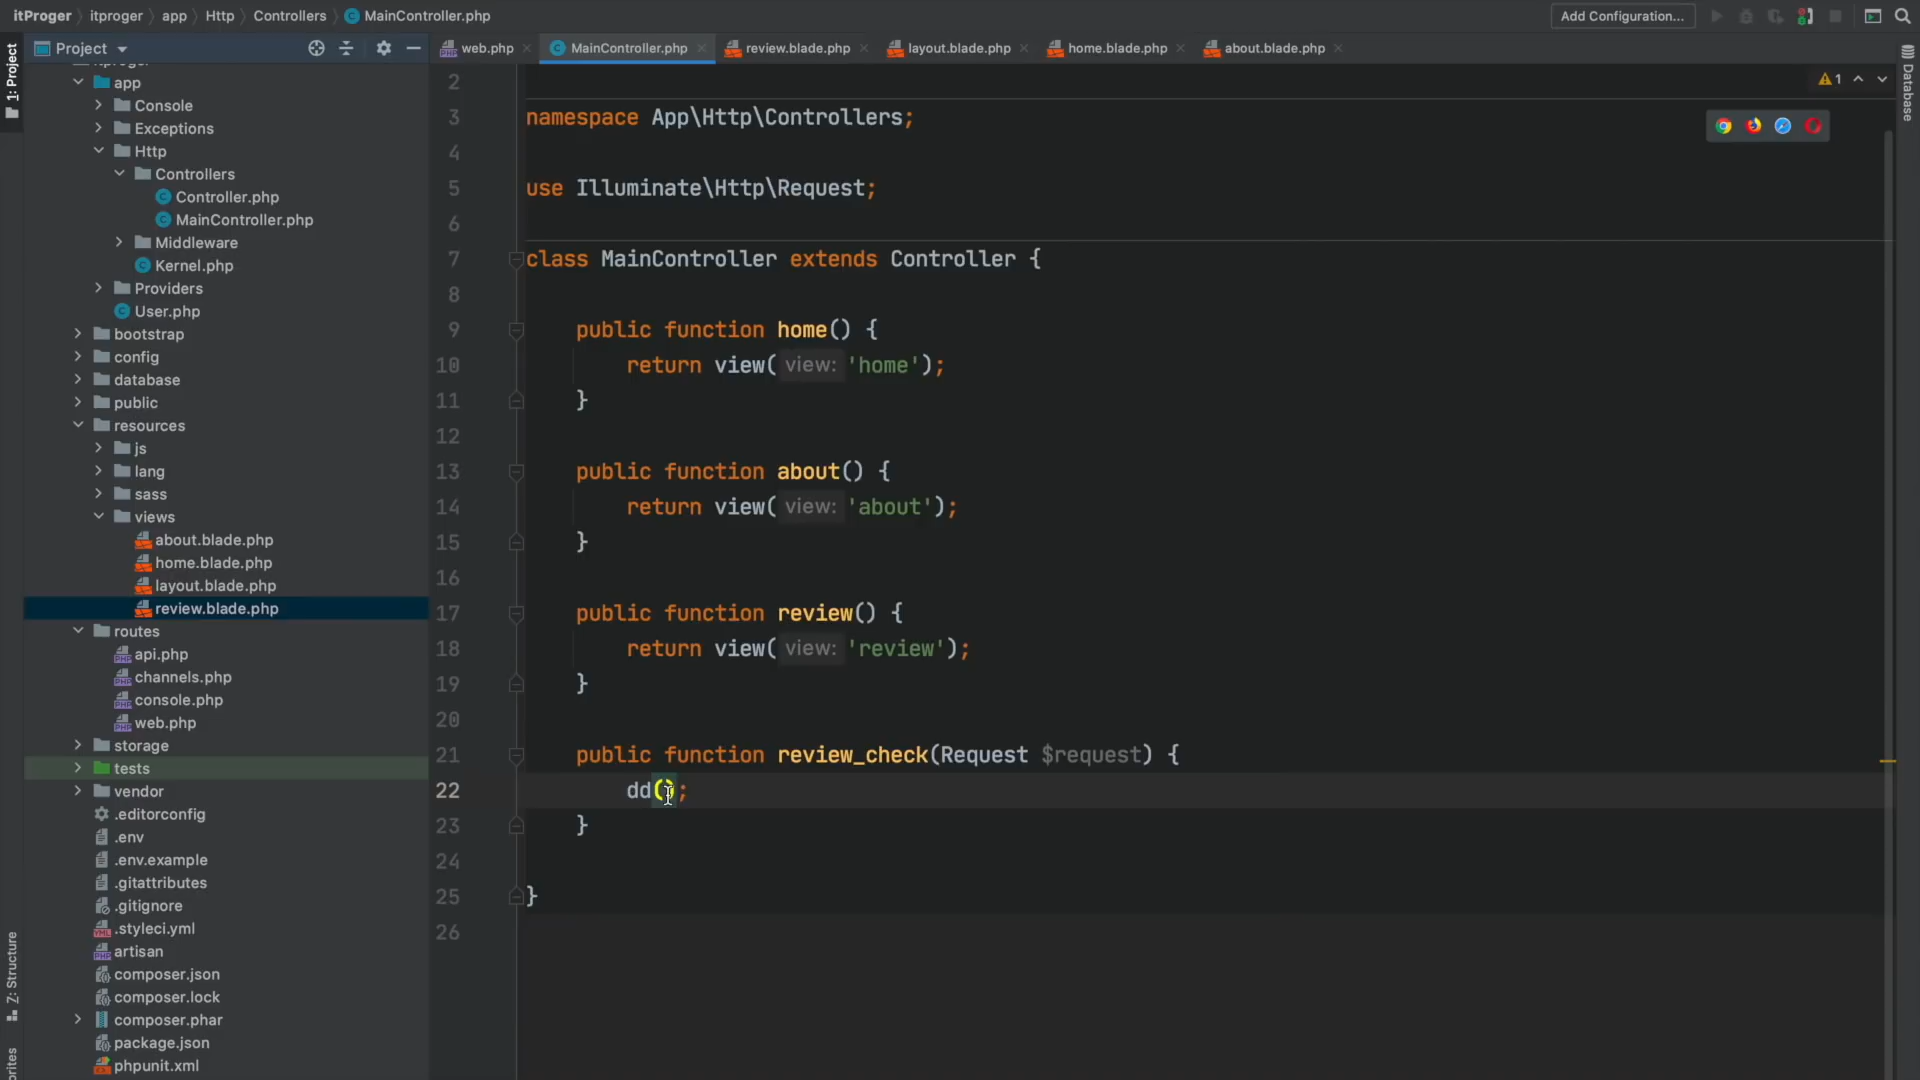 itProger itproger app Http Controllers MainController.php Add Configuration...
1: Project
Project
web.php MainController.php review.blade.php layout.blade.php home.blade.php about.blade.php
Database
app
Console
Exceptions
Http
Controllers
Controller.php
MainController.php
Middleware
Kernel.php
Providers
User.php
bootstrap
config
database
public
resources
js
lang
sass
views
about.blade.php
home.blade.php
layout.blade.php
review.blade.php
routes
api.php
channels.php
console.php
web.php
storage
tests
vendor
.editorconfig
.env
.env.example
.gitattributes
.gitignore
.styleci.yml
artisan
composer.json
composer.lock
composer.phar
package.json
phpunit.xml
Z: Structure
1
2
3 namespace App\Http\Controllers;
4
5 use Illuminate\Http\Request;
6
7 class MainController extends Controller {
8
9 public function home() {
10 return view( view: 'home');
11 }
12
13 public function about() {
14 return view( view: 'about');
15 }
16
17 public function review() {
18 return view( view: 'review');
19 }
20
21 public function review_check(Request $request) {
22 dd();
23 }
24
25 }
26